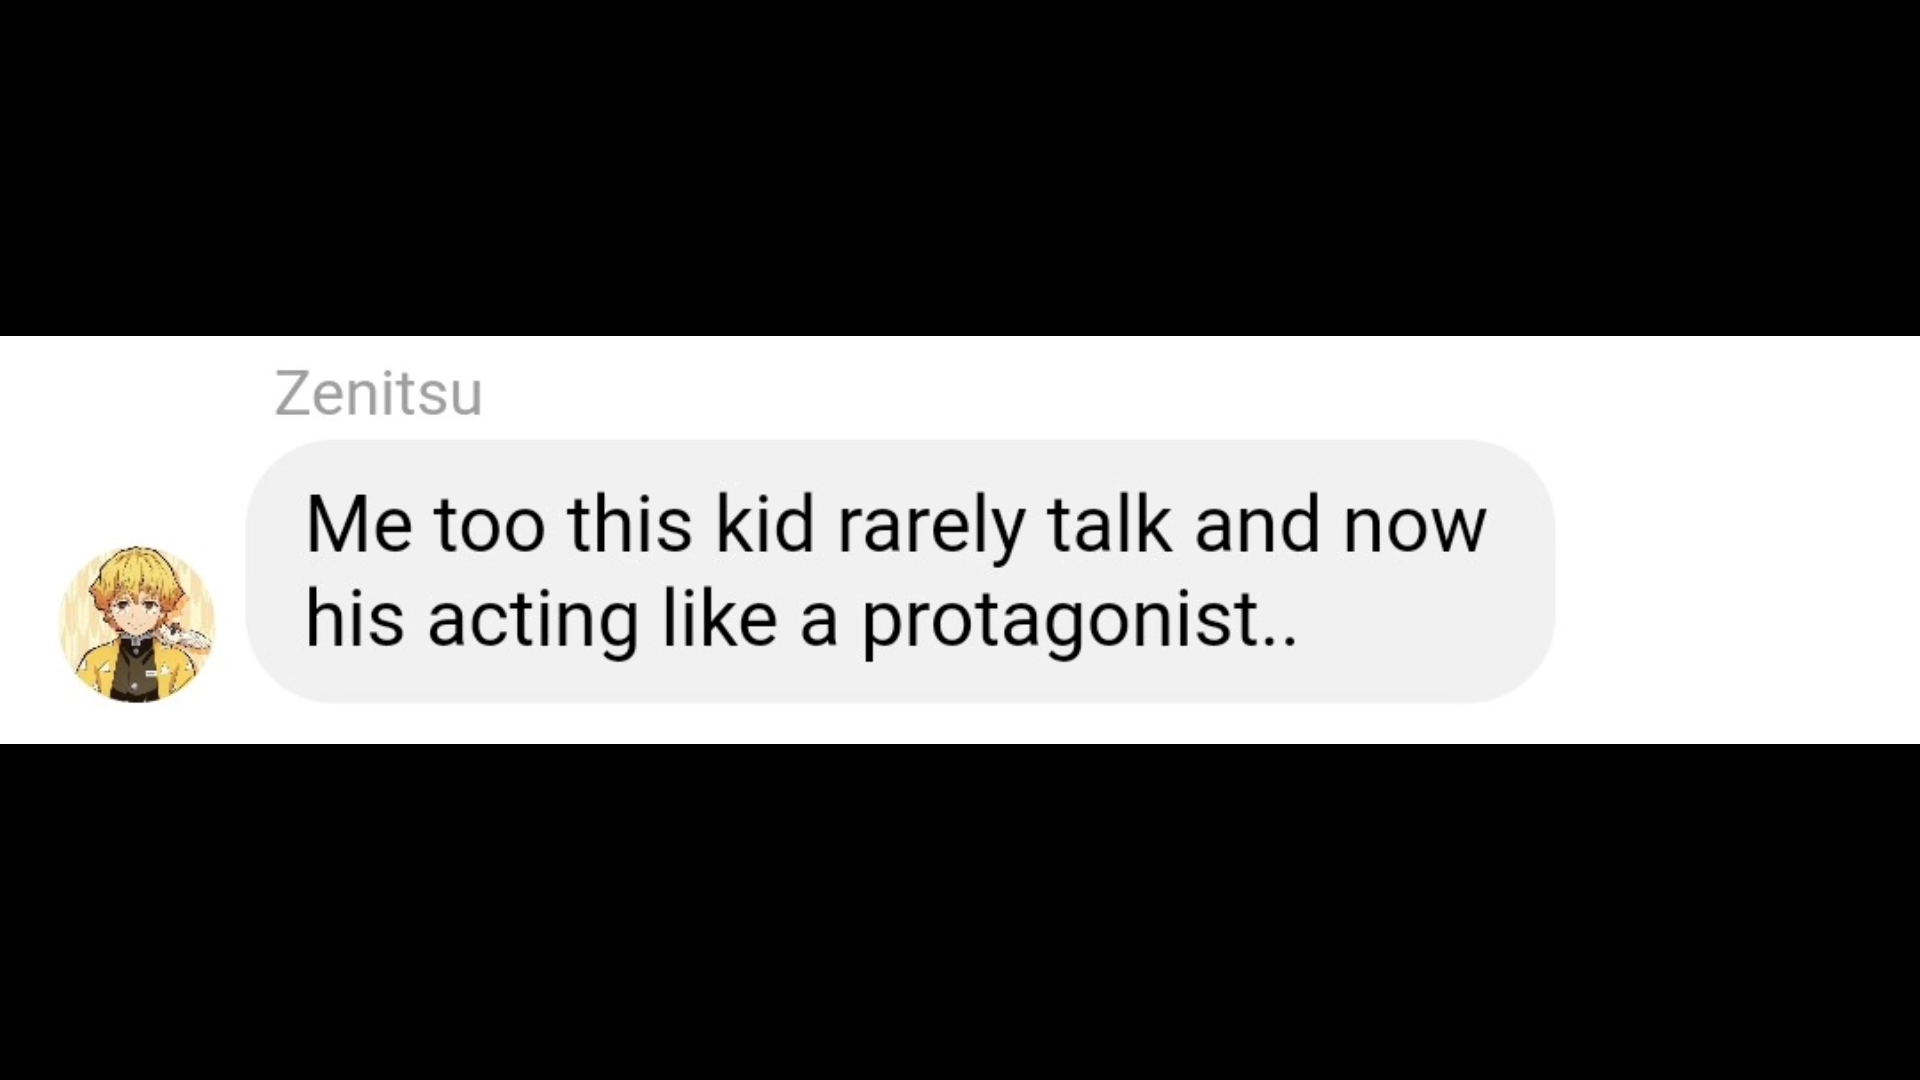 Zenitsu
Me too this kid rarely talk and now
his acting like a protagonist..